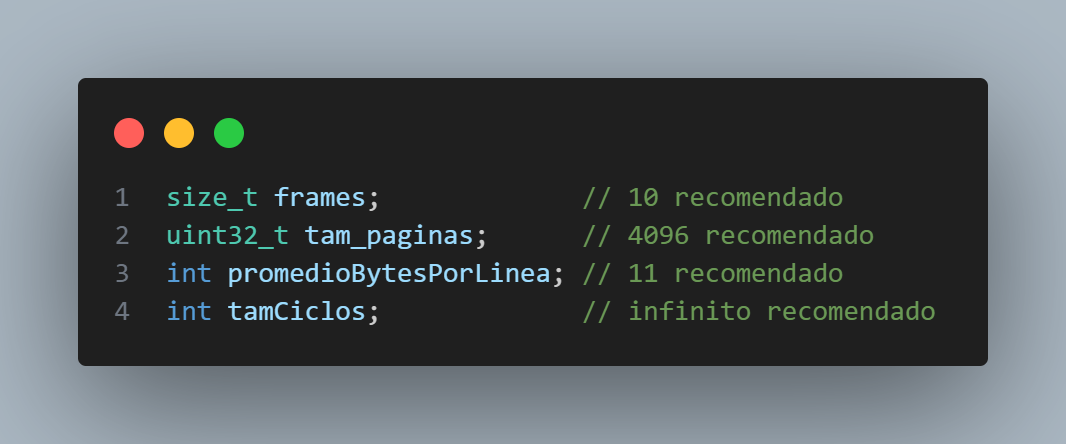 1 size_t frames; // 10 recomendado
2 uint32_t tam_paginas; // 4096 recomendado
3 int promedioBytesPorLinea; // 11 recomendado
4 int tamCiclos; // infinito recomendado